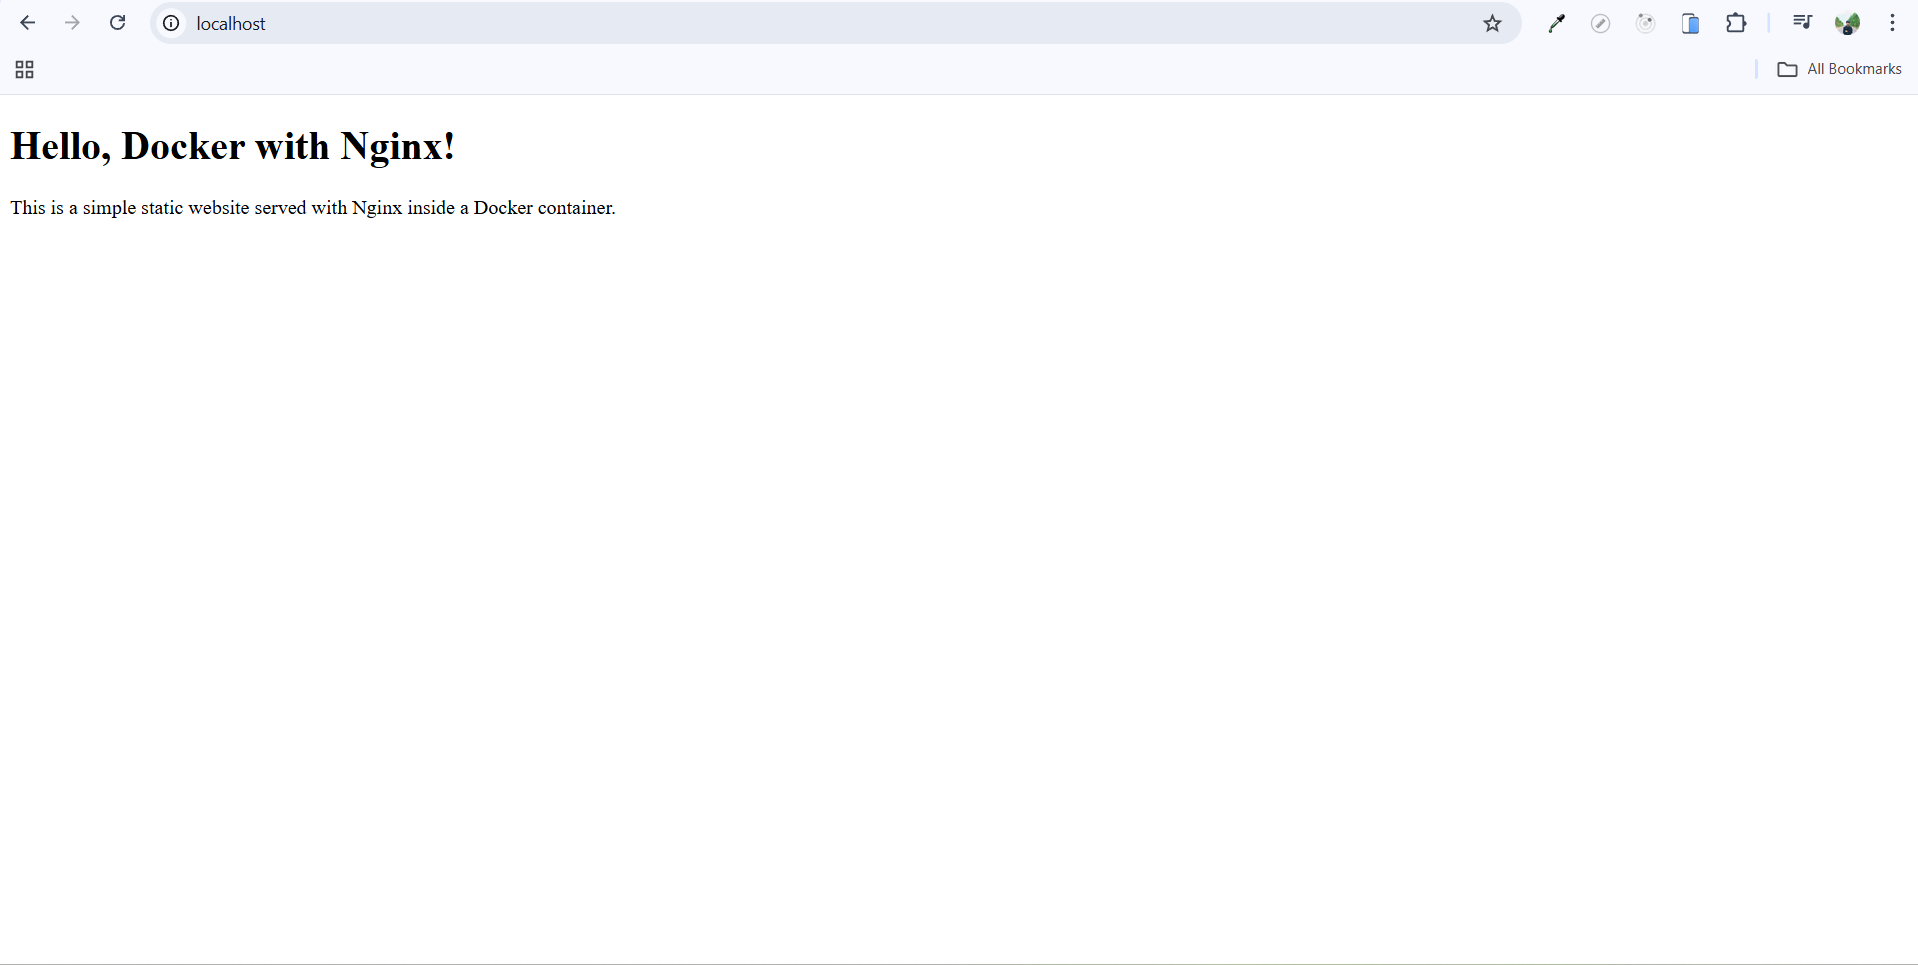 localhost
All Bookmarks
Hello, Docker with Nginx!
This is a simple static website served with Nginx inside a Docker container.